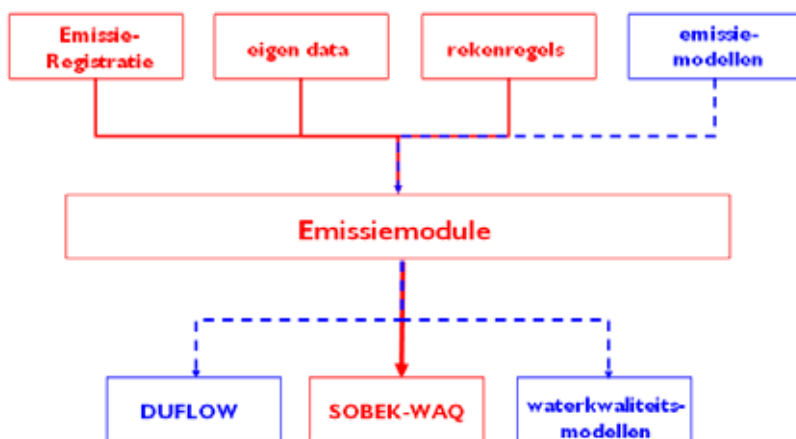 Emissie-
Registratie
eigen data
rekenregels
emissie-
modellen
Emissiemodule
DUFLOW
SOBEK-WAQ
waterkwaliteits-
modellen